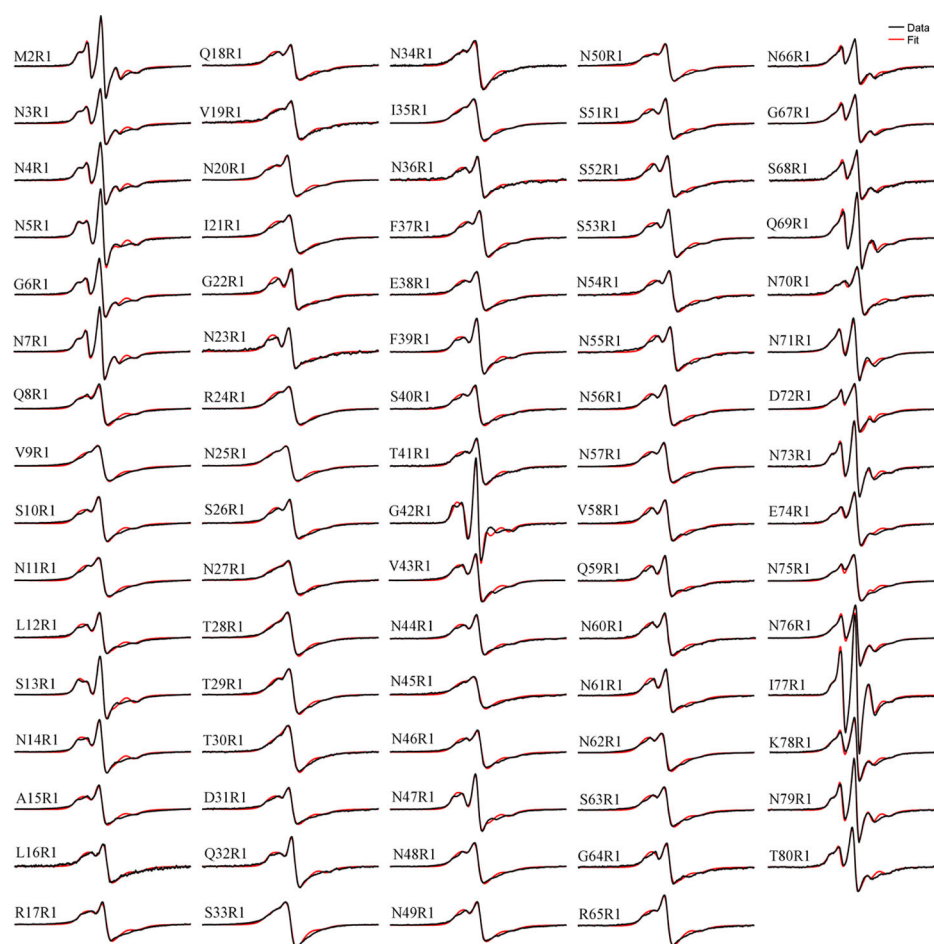 Data
Fit
M2R1
N3R1
N4R1
N5R1
G6R1
N7R1
Q8R1
V9R1
S10R1
N11R1
L12R1
S13R1
N14R1
A15R1
L16R1
R17R1
Q18R1
V19R1
N20R1
I21R1
G22R1
N23R1
R24R1
N25R1
S26R1
N27R1
T28R1
T29R1
T30R1
D31R1
Q32R1
S33R1
N34R1
I35R1
N36R1
F37R1
E38R1
F39R1
S40R1
T41R1
G42R1
V43R1
N44R1
N45R1
N46R1
N47R1
N48R1
N49R1
N50R1
S51R1
S52R1
S53R1
N54R1
N55R1
N56R1
N57R1
V58R1
Q59R1
N60R1
N61R1
N62R1
S63R1
G64R1
R65R1
N66R1
G67R1
S68R1
Q69R1
N70R1
N71R1
D72R1
N73R1
E74R1
N75R1
N76R1
I77R1
K78R1
N79R1
T80R1